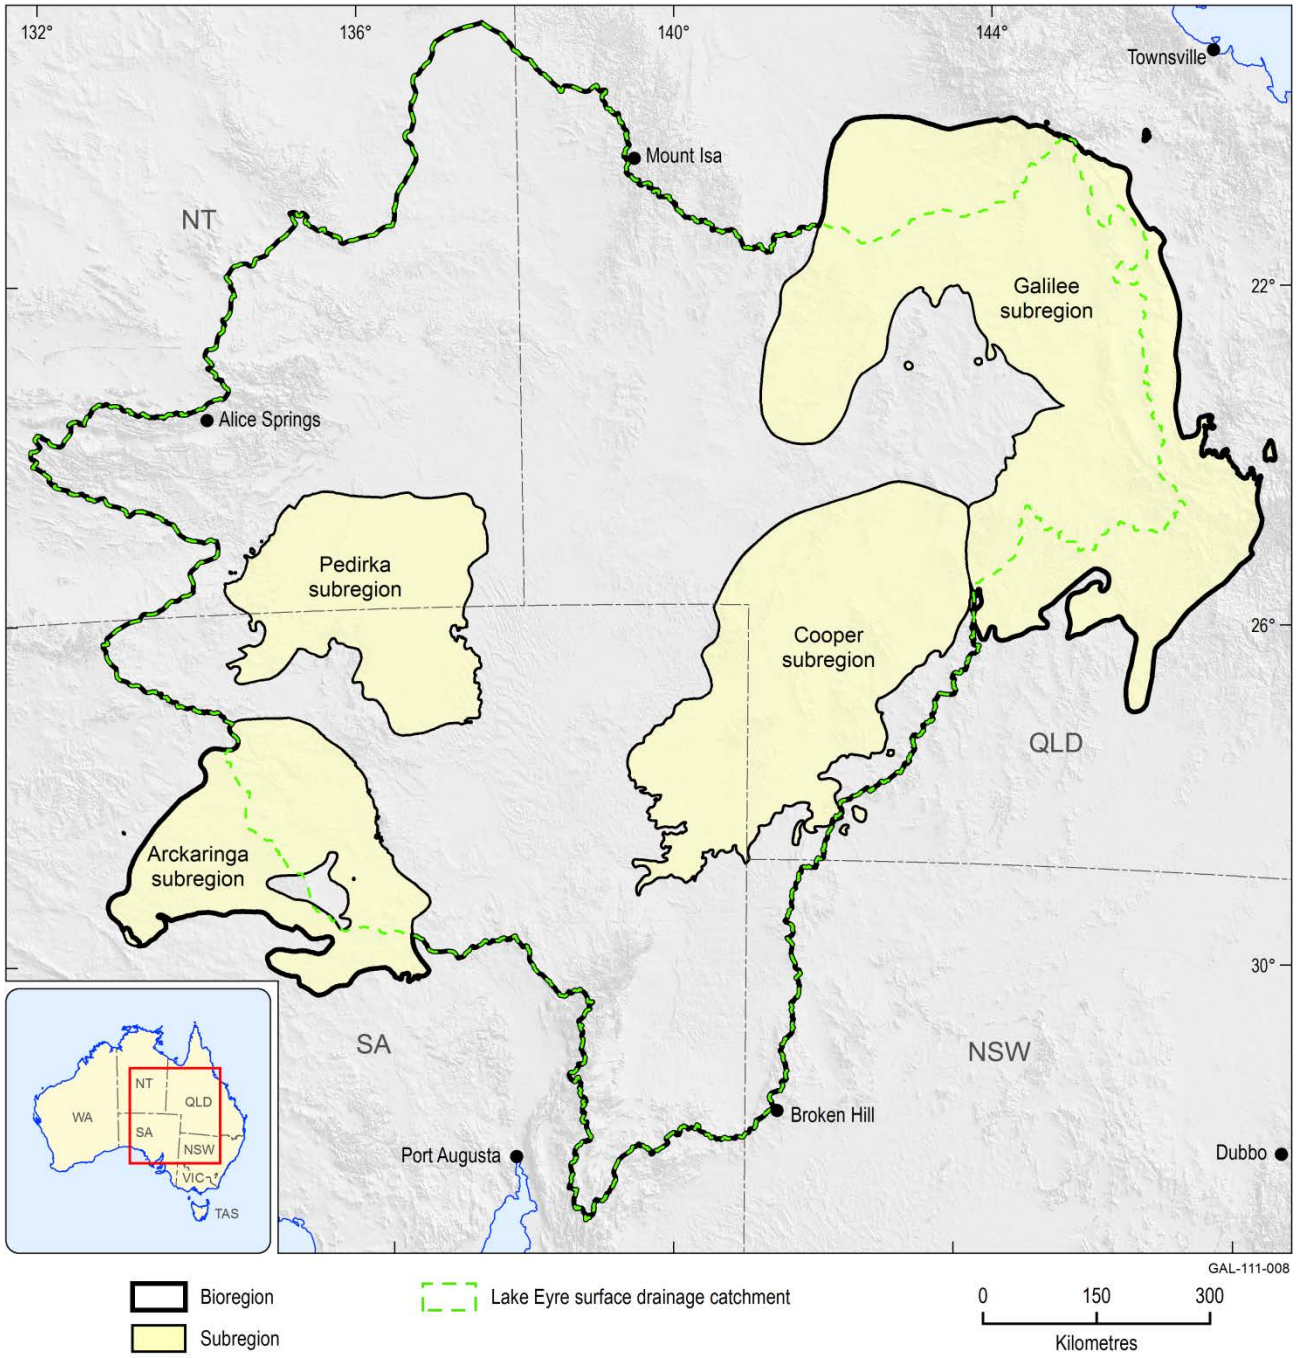 132°
136°
140°
144°
Townsville
Mount Isa
NT
Galilee
subregion
22°
Alice Springs
Pedirka
subregion
Cooper
subregion
26°
QLD
Arckaringa
subregion
30°
SA
NSW
Broken Hill
Port Augusta
Dubbo
NT
QLD
WA
SA
NSW
VIC
TAS
GAL-111-008
Bioregion
Lake Eyre surface drainage catchment
Subregion
0 150 300
Kilometres